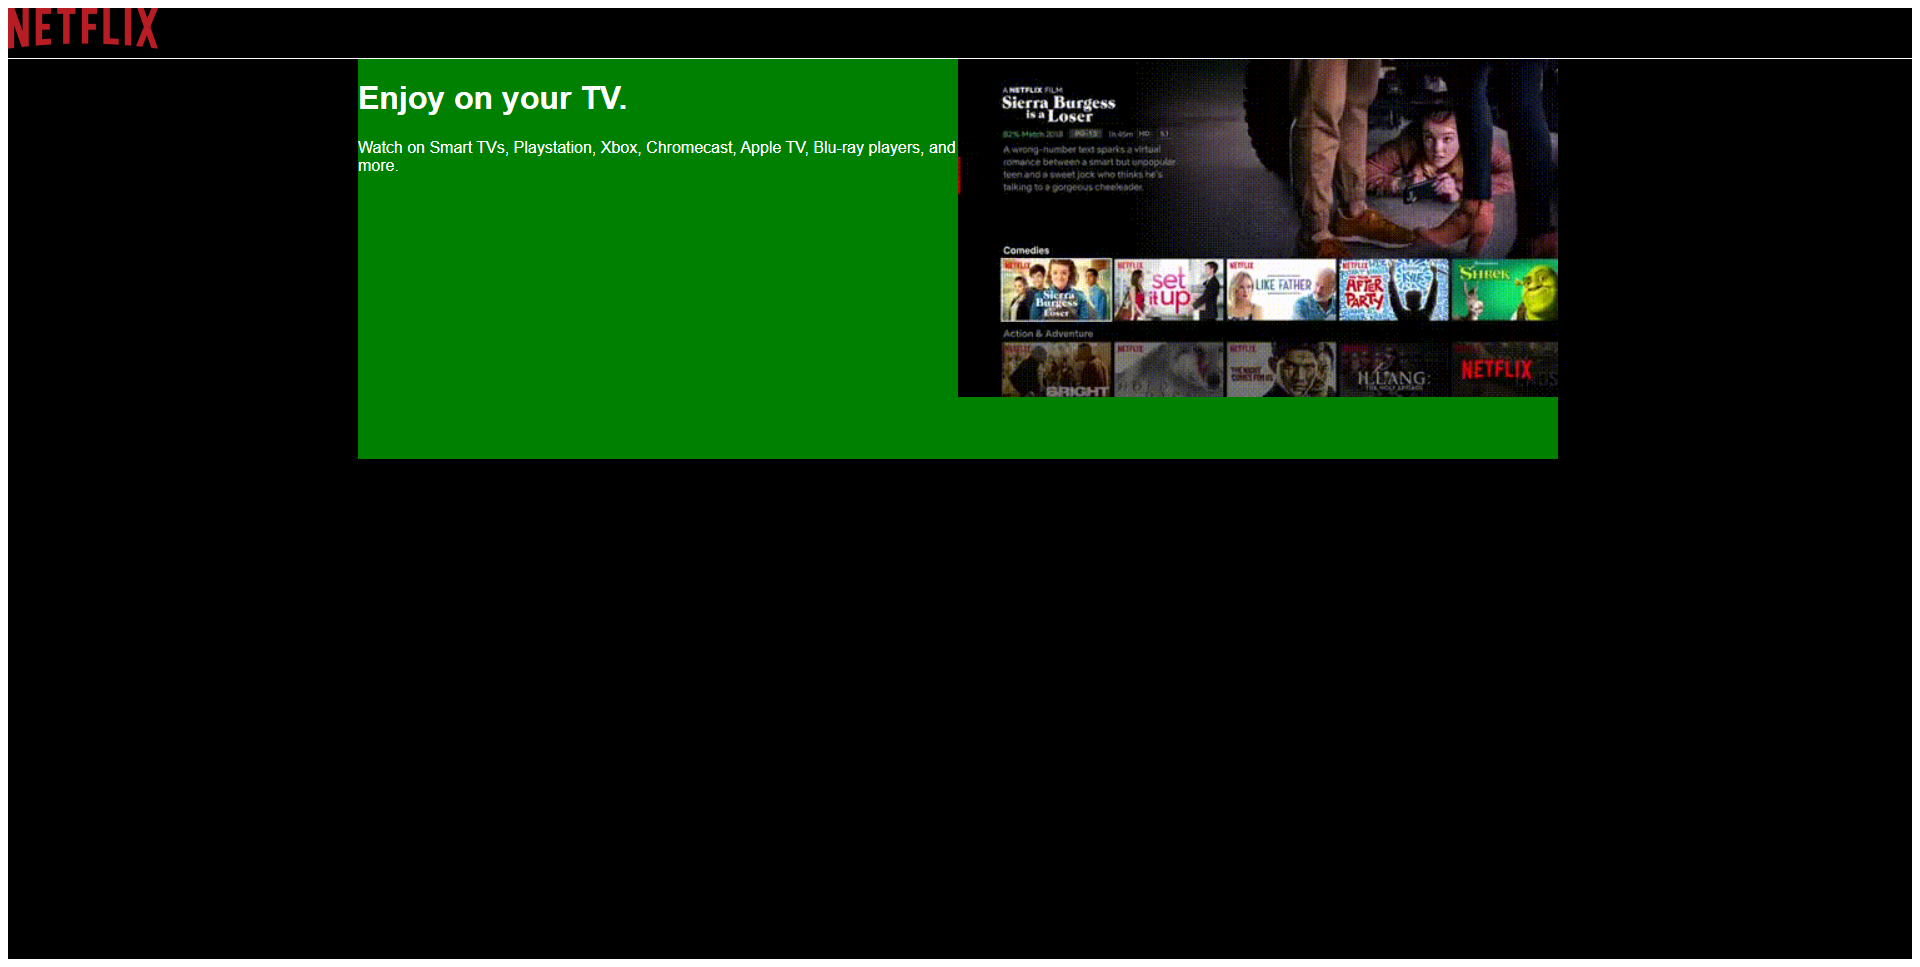 NETFLIX
Enjoy on your TV.
Watch on Smart TVs, Playstation, Xbox, Chromecast, Apple TV, Blu-ray players, and
more.
A NETFLIX FILM
Sierra Burgess
is a Loser
82% Match 2018 PG-13 1h 45m HD 5.1
A wrong-number text sparks a virtual
romance between a smart but unpopular
teen and a sweet jock who thinks he's
talking to a gorgeous cheerleader.
Comedies
NETFLIX
Sierra
Burgess
Loser
NETFLIX
set
it up
NETFLIX
LIKE FATHER
NETFLIX
AFTER
PARTY
SHREK
Action & Adventure
BRIGHT
NETFLIX
NETFLIX
THE NIGHT
COMES FOR US
ILLANG:
THE WOLF BRIGADE
NETFLIX